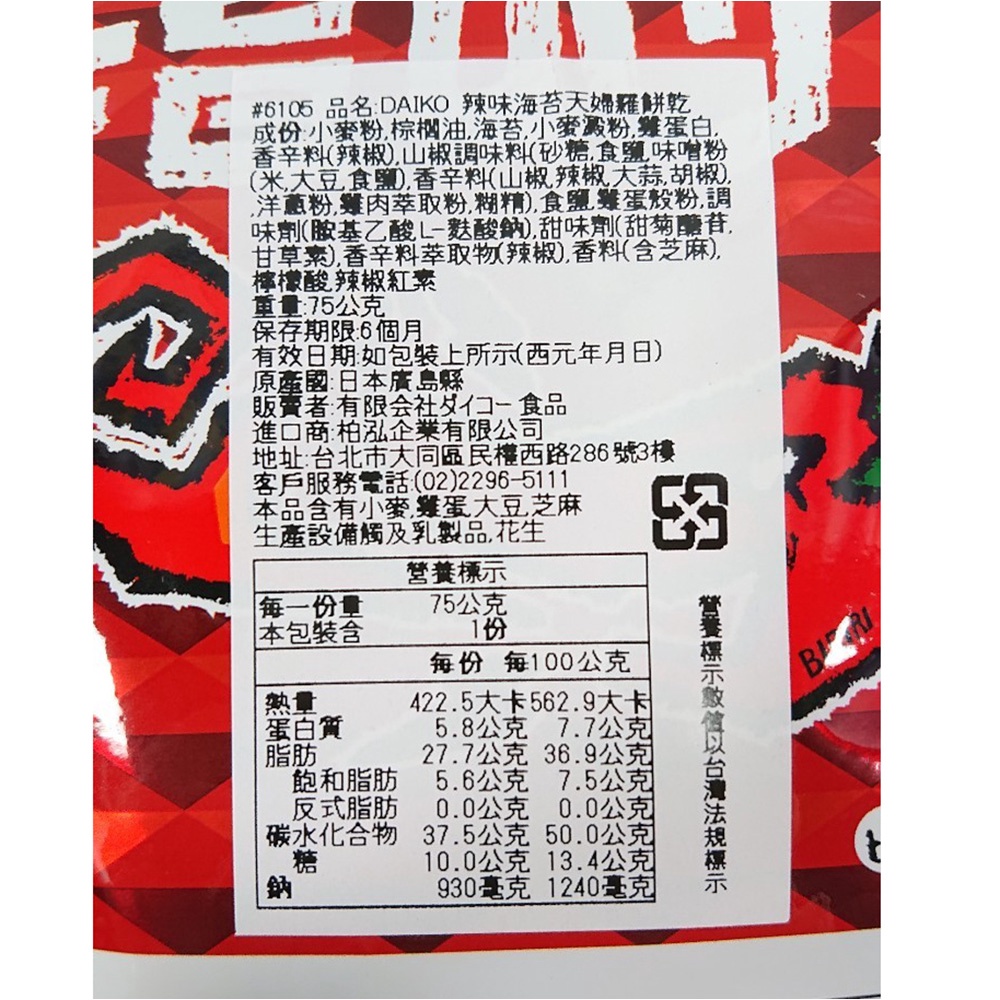 #6105 品名:DAIKO 辣味海苔天婦羅餅乾
成份:小麥粉,棕櫚油,海苔,小麥澱粉,雞蛋白,
香辛料(辣椒),山椒調味料(砂糖,食鹽,味噌粉
(米,大豆,食鹽),香辛料(山椒,辣椒,大蒜,胡椒),
,洋蔥粉,雞肉萃取粉,糊精),食鹽,雞蛋殼粉,調
味劑(胺基乙酸,L-麩酸鈉),甜味劑(甜菊醣苷,
甘草素),香辛料萃取物(辣椒),香料(含芝麻),
檸檬酸,辣椒紅素
重量:75公克
保存期限:6個月
有效日期:如包裝上所示(西元年月日)
原產國:日本廣島縣
販賣者:有限会社ダイコー食品
進口商:柏泓企業有限公司
地址:台北市大同區民權西路286號3樓
客戶服務電話:(02)2296-5111
本品含有小麥,雞蛋,大豆,芝麻
生產設備觸及乳製品,花生
營養標示
每一份量 75公克
本包裝含 1份
每份 每100公克
熱量 422.5大卡 562.9大卡
蛋白質 5.8公克 7.7公克
脂肪 27.7公克 36.9公克
飽和脂肪 5.6公克 7.5公克
反式脂肪 0.0公克 0.0公克
碳水化合物 37.5公克 50.0公克
糖 10.0公克 13.4公克
鈉 930毫克 1240毫克
營養標示數值以台灣法規標示